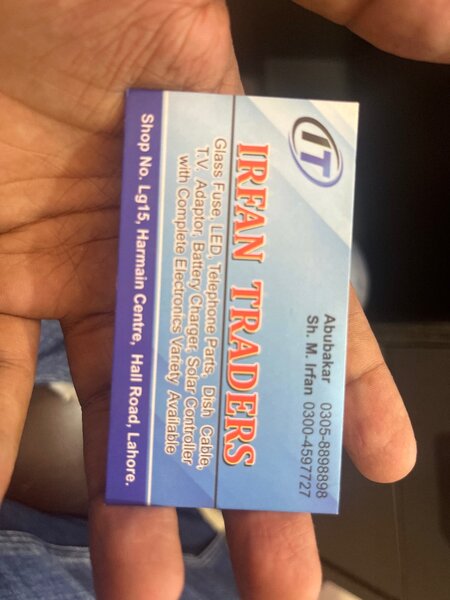 IT
Abubakar 0305-8898898
Sh. M. Irfan 0300-4597727
IRFAN TRADERS
Glass Fuse, LED, Telephone Parts, Dish Cable,
T.V. Adaptor, Battery Charger, Solar Controller
with Complete Electronics Variety Available
Shop No. Lg15, Harmain Centre, Hall Road, Lahore.